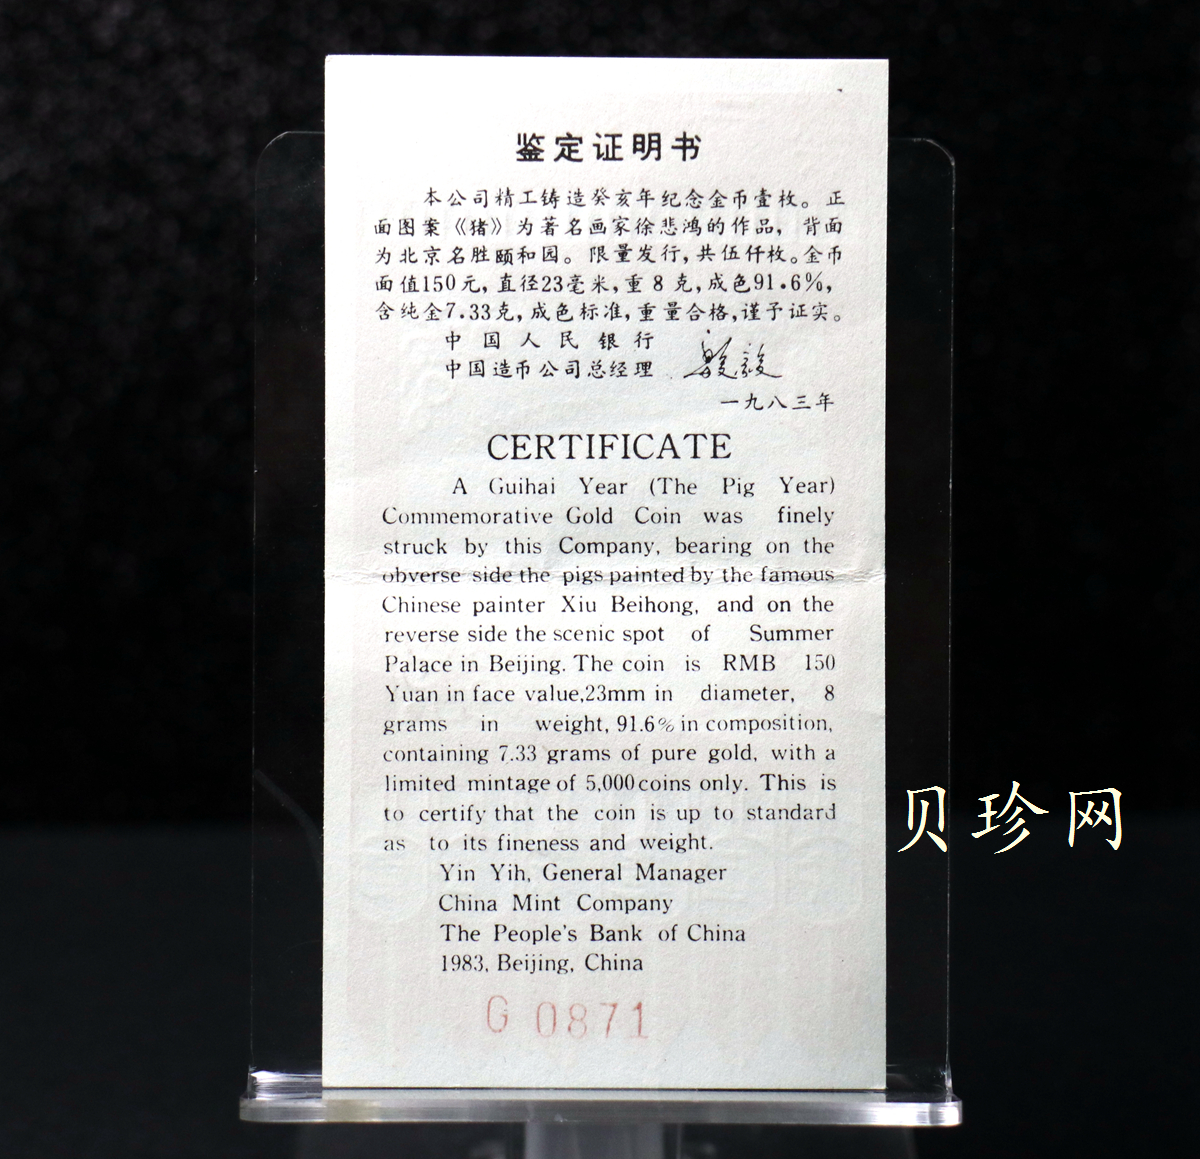 鉴定证明书
本公司精工铸造癸亥年纪念金币壹枚。正
面图案《猪》为著名画家徐悲鸿的作品，背面
为北京名胜颐和园。限量发行，共伍仟枚。金币
面值150元，直径23毫米，重8克，成色91.6%，
含纯金7.33克，成色标准，重量合格，谨予证实。
中国人民银行
中国造币公司总经理
一九八三年
CERTIFICATE
A Guihai Year (The Pig Year)
Commemorative Gold Coin was finely
struck by this Company, bearing on the
obverse side the pigs painted by the famous
Chinese painter Xiu Beihong, and on the
reverse side the scenic spot of Summer
Palace in Beijing. The coin is RMB 150
Yuan in face value,23mm in diameter, 8
grams in weight, 91.6% in composition,
containing 7.33 grams of pure gold, with a
limited mintage of 5,000 coins only. This is
to certify that the coin is up to standard
as to its fineness and weight.
Yin Yih, General Manager
China Mint Company
The People's Bank of China
1983, Beijing, China
G 0871
贝珍网